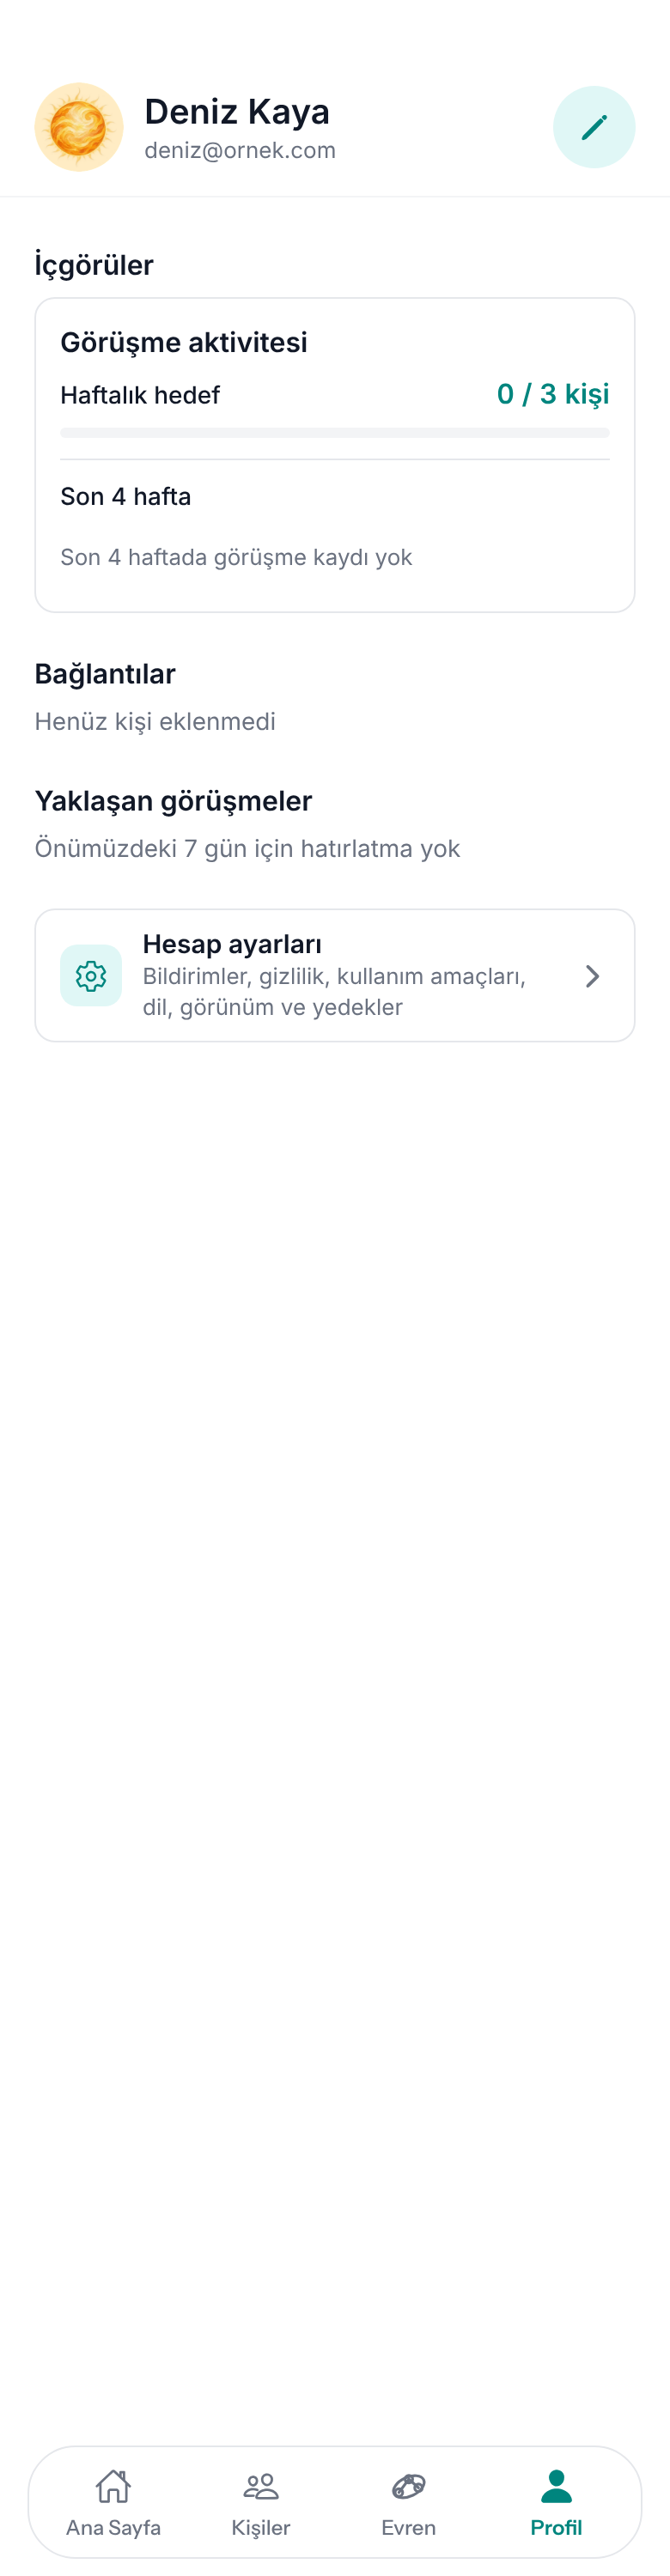 Deniz Kaya
deniz@ornek.com
İçgörüler
Görüşme aktivitesi
Haftalık hedef
0 / 3 kişi
Son 4 hafta
Son 4 haftada görüşme kaydı yok
Bağlantılar
Henüz kişi eklenmedi
Yaklaşan görüşmeler
Önümüzdeki 7 gün için hatırlatma yok
Hesap ayarları
Bildirimler, gizlilik, kullanım amaçları,
dil, görünüm ve yedekler
Ana Sayfa
Kişiler
Evren
Profil